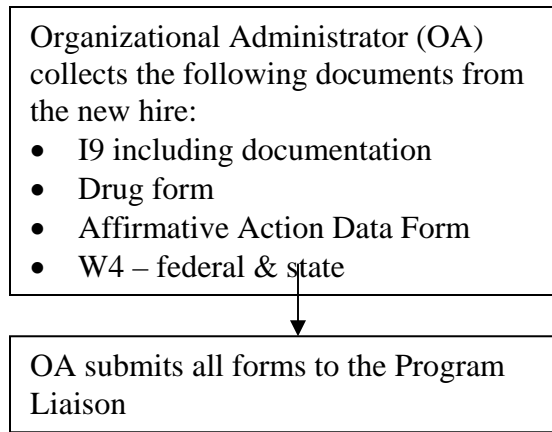 Organizational Administrator (OA)
collects the following documents from
the new hire:
• I9 including documentation
• Drug form
• Affirmative Action Data Form
• W4 – federal & state
OA submits all forms to the Program
Liaison